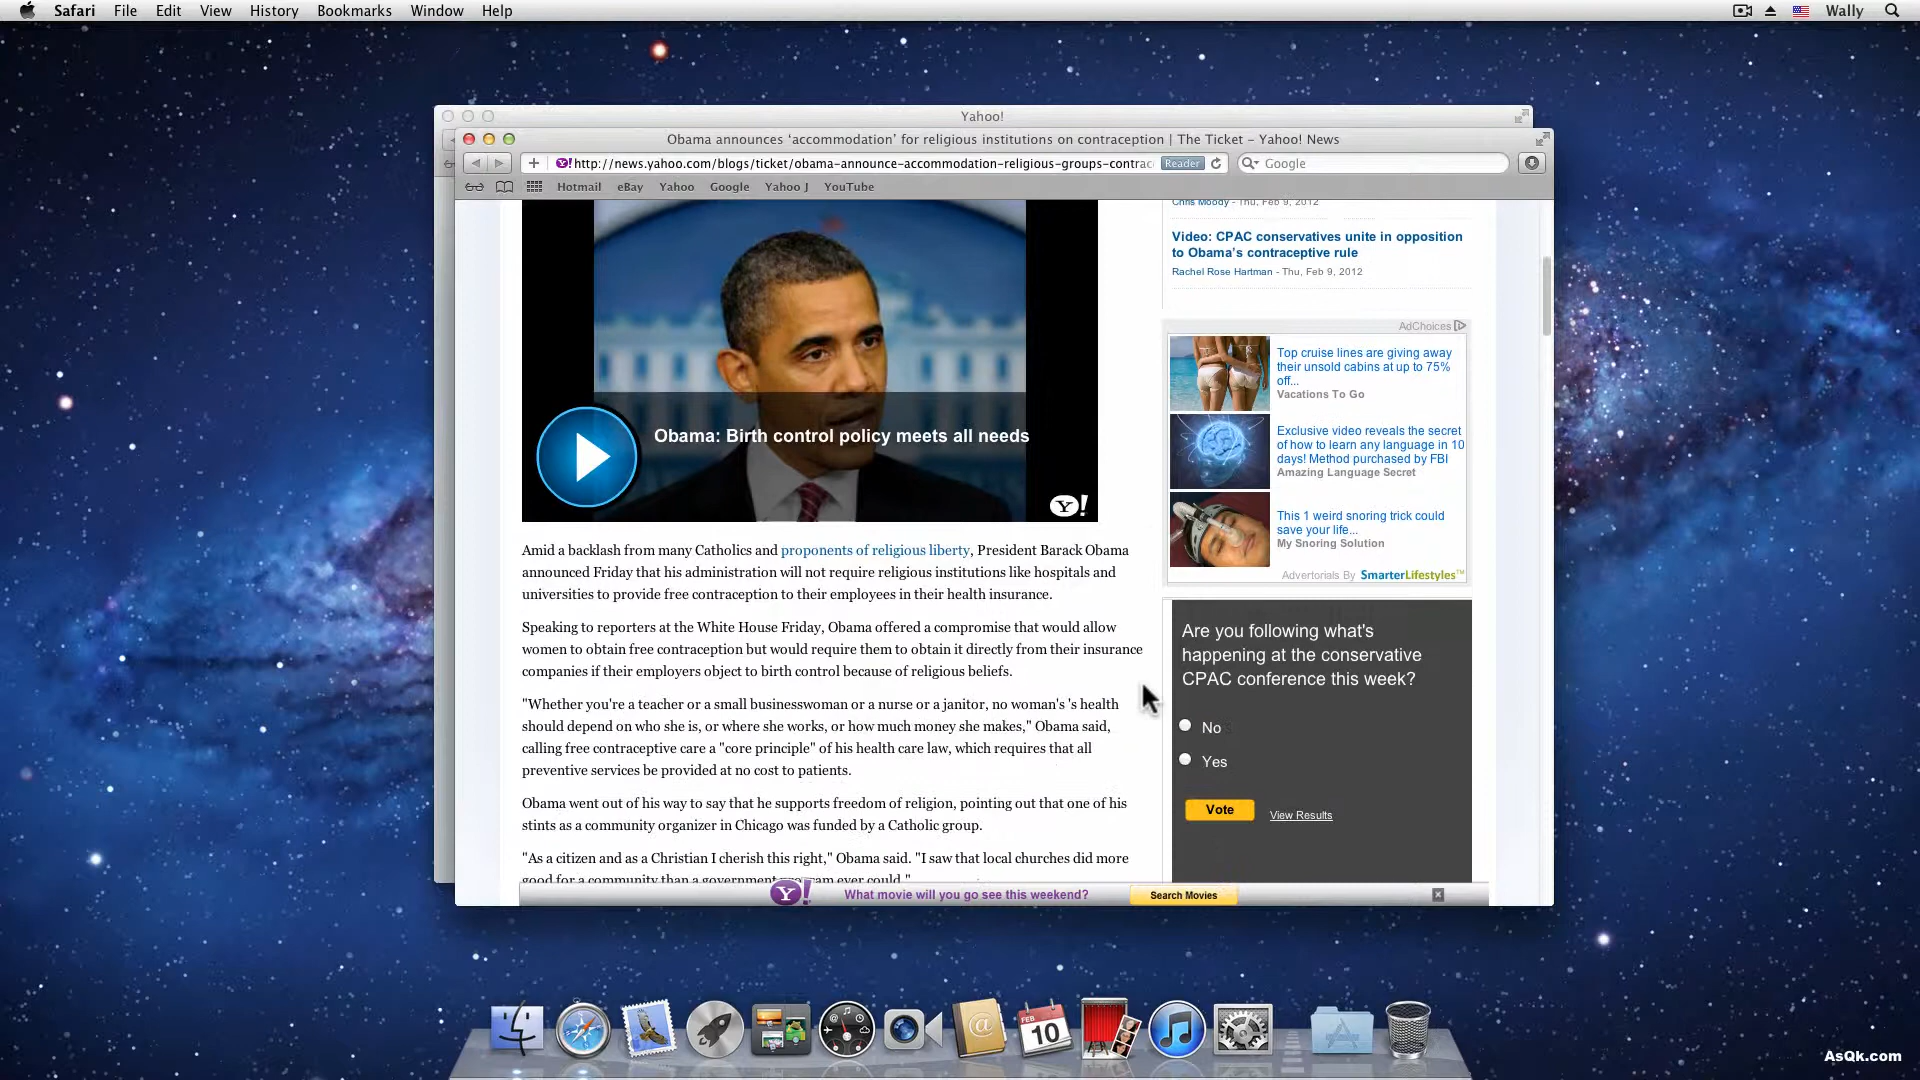 Safari File Edit View History Bookmarks Window Help Wally
Yahoo!
Obama announces ‘accommodation’ for religious institutions on contraception | The Ticket – Yahoo! News
Y! http://news.yahoo.com/blogs/ticket/obama-announce-accommodation-religious-groups-contrac Reader Google
Hotmail eBay Yahoo Google Yahoo J YouTube
Obama: Birth control policy meets all needs
Y!
Amid a backlash from many Catholics and proponents of religious liberty, President Barack Obama
announced Friday that his administration will not require religious institutions like hospitals and
universities to provide free contraception to their employees in their health insurance.
Speaking to reporters at the White House Friday, Obama offered a compromise that would allow
women to obtain free contraception but would require them to obtain it directly from their insurance
companies if their employers object to birth control because of religious beliefs.
"Whether you're a teacher or a small businesswoman or a nurse or a janitor, no woman's 's health
should depend on who she is, or where she works, or how much money she makes," Obama said,
calling free contraceptive care a "core principle" of his health care law, which requires that all
preventive services be provided at no cost to patients.
Obama went out of his way to say that he supports freedom of religion, pointing out that one of his
stints as a community organizer in Chicago was funded by a Catholic group.
"As a citizen and as a Christian I cherish this right," Obama said. "I saw that local churches did more
good for a community than a government program ever could."
Chris Moody - Thu, Feb 9, 2012
Video: CPAC conservatives unite in opposition
to Obama's contraceptive rule
Rachel Rose Hartman - Thu, Feb 9, 2012
AdChoices
Top cruise lines are giving away
their unsold cabins at up to 75%
off...
Vacations To Go
Exclusive video reveals the secret
of how to learn any language in 10
days! Method purchased by FBI
Amazing Language Secret
This 1 weird snoring trick could
save your life...
My Snoring Solution
Advertorials By SmarterLifestyles™
Are you following what's
happening at the conservative
CPAC conference this week?
No
Yes
Vote View Results
Y! What movie will you go see this weekend? Search Movies
FEB
10
AsQk.com